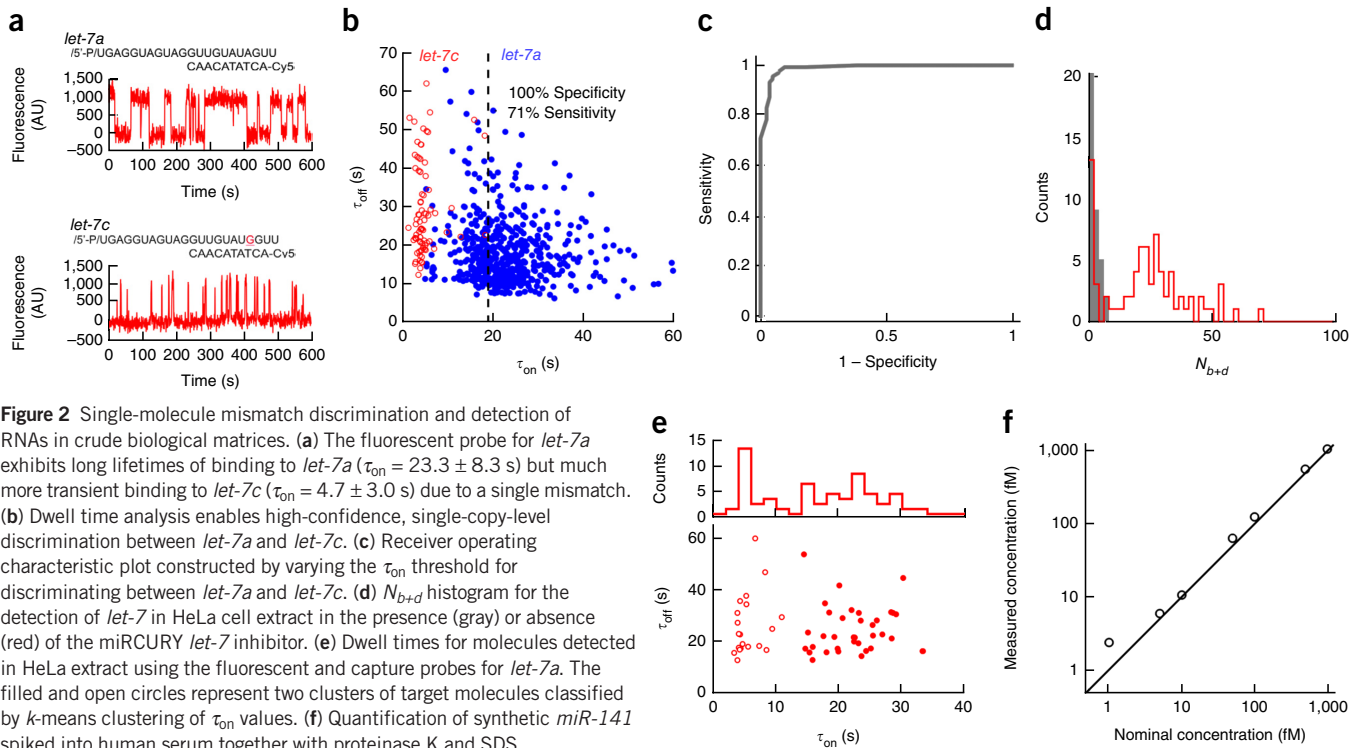 a
let-7a
/5'-P/UGAGGUAGUAGGUUGUAUAGUU
CAACATATCA-Cy5
Fluorescence
(AU)
1,500
1,000
500
0
–500
0 100 200 300 400 500 600
Time (s)
let-7c
/5'-P/UGAGGUAGUAGGUUGUAUGGUU
CAACATATCA-Cy5
Fluorescence
(AU)
1,500
1,000
500
0
–500
0 100 200 300 400 500 600
Time (s)
b
let-7c let-7a
100% Specificity
71% Sensitivity
τoff (s)
80
70
60
50
40
30
20
10
0
0 20 40 60
τon (s)
c
Sensitivity
1
0.8
0.6
0.4
0.2
0
0 0.5 1
1 – Specificity
d
Counts
20
15
10
5
0
0 50 100
Nb+d
Figure 2 Single-molecule mismatch discrimination and detection of
RNAs in crude biological matrices. (a) The fluorescent probe for let-7a
exhibits long lifetimes of binding to let-7a (τon = 23.3 ± 8.3 s) but much
more transient binding to let-7c (τon = 4.7 ± 3.0 s) due to a single mismatch.
(b) Dwell time analysis enables high-confidence, single-copy-level
discrimination between let-7a and let-7c. (c) Receiver operating
characteristic plot constructed by varying the τon threshold for
discriminating between let-7a and let-7c. (d) Nb+d histogram for the
detection of let-7 in HeLa cell extract in the presence (gray) or absence
(red) of the miRCURY let-7 inhibitor. (e) Dwell times for molecules detected
in HeLa extract using the fluorescent and capture probes for let-7a. The
filled and open circles represent two clusters of target molecules classified
by k-means clustering of τon values. (f) Quantification of synthetic miR-141
spiked into human serum together with proteinase K and SDS
e
Counts
15
10
5
0
τoff (s)
60
40
20
0
0 10 20 30 40
τon (s)
f
Measured concentration (fM)
1,000
100
10
1
1 10 100 1,000
Nominal concentration (fM)